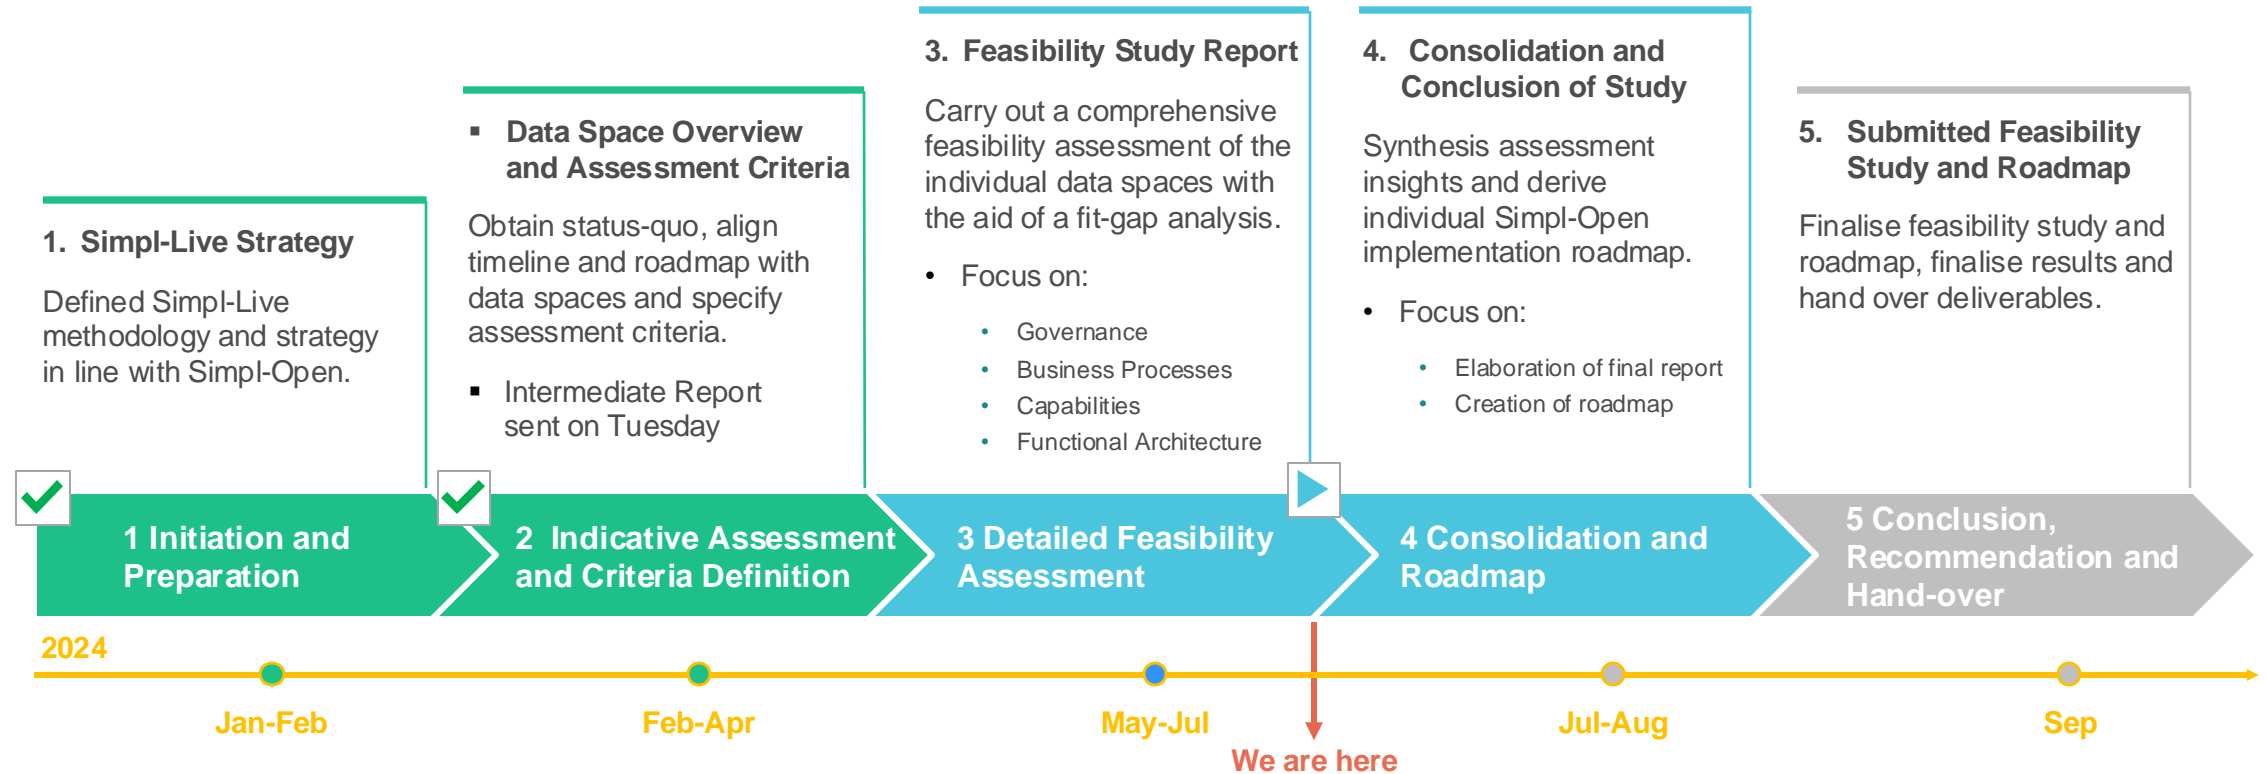 1. Simpl-Live Strategy
Defined Simpl-Live
methodology and strategy
in line with Simpl-Open.
▪ Data Space Overview
and Assessment Criteria
Obtain status-quo, align
timeline and roadmap with
data spaces and specify
assessment criteria.
▪ Intermediate Report
sent on Tuesday
3. Feasibility Study Report
Carry out a comprehensive
feasibility assessment of the
individual data spaces with
the aid of a fit-gap analysis.
• Focus on:
• Governance
• Business Processes
• Capabilities
• Functional Architecture
4. Consolidation and
Conclusion of Study
Synthesis assessment
insights and derive
individual Simpl-Open
implementation roadmap.
• Focus on:
• Elaboration of final report
• Creation of roadmap
5. Submitted Feasibility
Study and Roadmap
Finalise feasibility study and
roadmap, finalise results and
hand over deliverables.
1 Initiation and
Preparation
2 Indicative Assessment
and Criteria Definition
3 Detailed Feasibility
Assessment
4 Consolidation and
Roadmap
5 Conclusion,
Recommendation and
Hand-over
2024
Jan-Feb
Feb-Apr
May-Jul
Jul-Aug
Sep
We are here